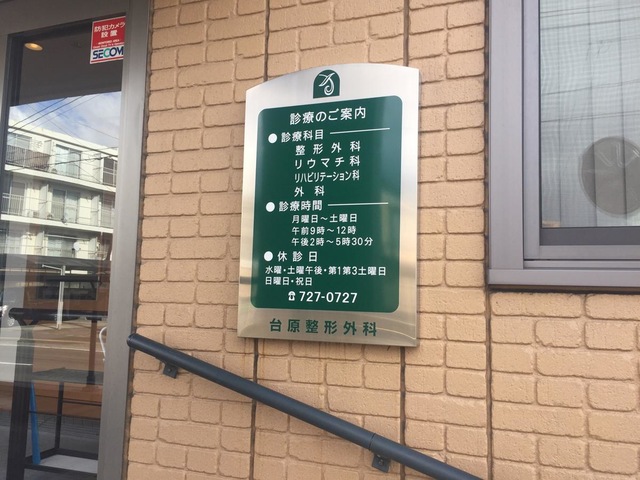 防犯カメラ
設置
SECOM
診療のご案内
●診療科目
整形外科
リウマチ科
リハビリテーション科
外科
●診療時間
月曜日～土曜日
午前9時～12時
午後2時～5時30分
●休診日
水曜・土曜午後・第1第3土曜日
日曜日・祝日
☎727-0727
台原整形外科